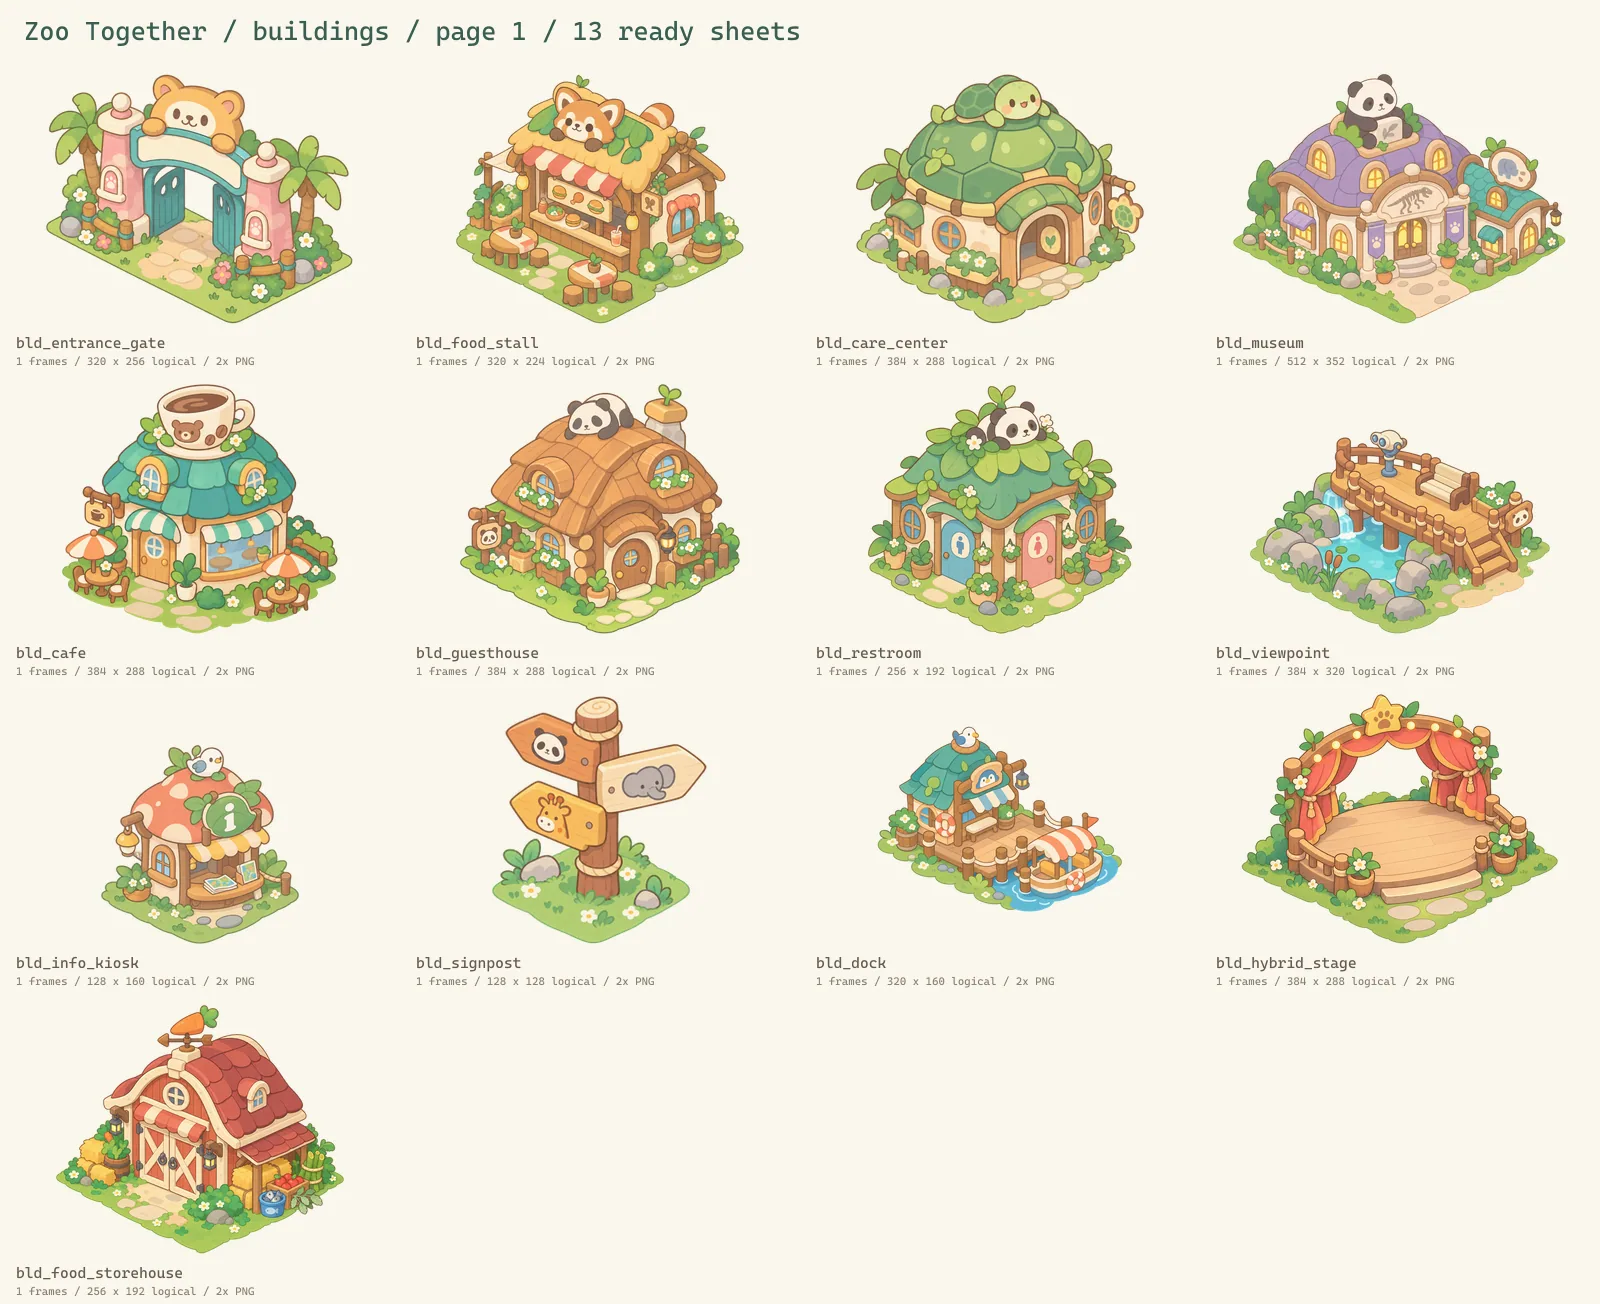 Zoo Together / buildings / page 1 / 13 ready sheets
bld_entrance_gate
1 frames / 320 x 256 logical / 2x PNG
bld_food_stall
1 frames / 320 x 224 logical / 2x PNG
bld_care_center
1 frames / 384 x 288 logical / 2x PNG
bld_museum
1 frames / 512 x 352 logical / 2x PNG
bld_cafe
1 frames / 384 x 288 logical / 2x PNG
bld_guesthouse
1 frames / 384 x 288 logical / 2x PNG
bld_restroom
1 frames / 256 x 192 logical / 2x PNG
bld_viewpoint
1 frames / 384 x 320 logical / 2x PNG
i
bld_info_kiosk
1 frames / 128 x 160 logical / 2x PNG
bld_signpost
1 frames / 128 x 128 logical / 2x PNG
bld_dock
1 frames / 320 x 160 logical / 2x PNG
bld_hybrid_stage
1 frames / 384 x 288 logical / 2x PNG
bld_food_storehouse
1 frames / 256 x 192 logical / 2x PNG